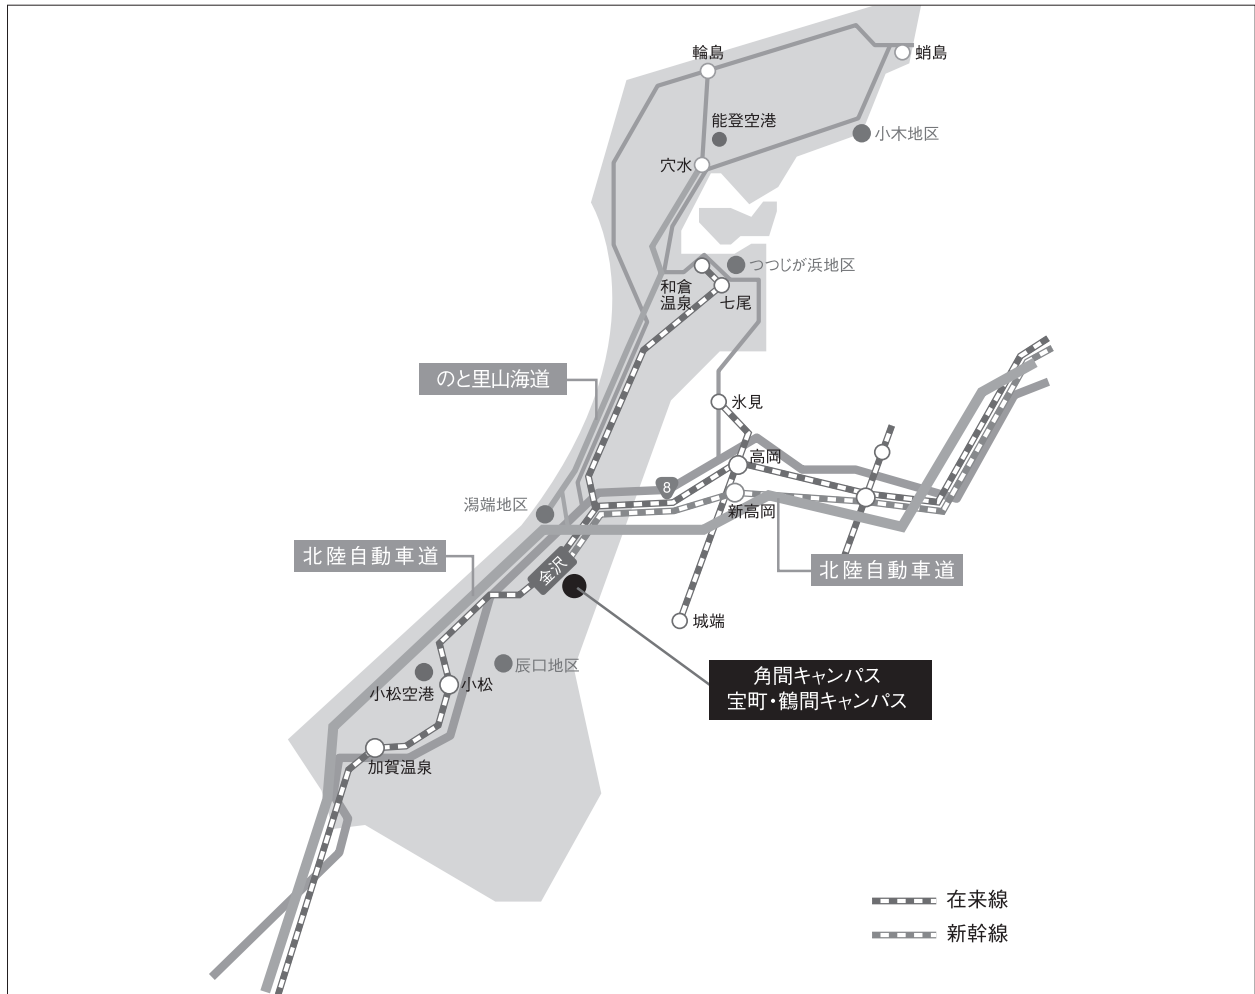 輪島
蛸島
能登空港
小木地区
穴水
つつじが浜地区
和倉
温泉
七尾
のと里山海道
氷見
高岡
8
新高岡
潟端地区
北陸自動車道
金沢
北陸自動車道
城端
辰口地区
角間キャンパス
宝町・鶴間キャンパス
小松空港
小松
加賀温泉
在来線
新幹線